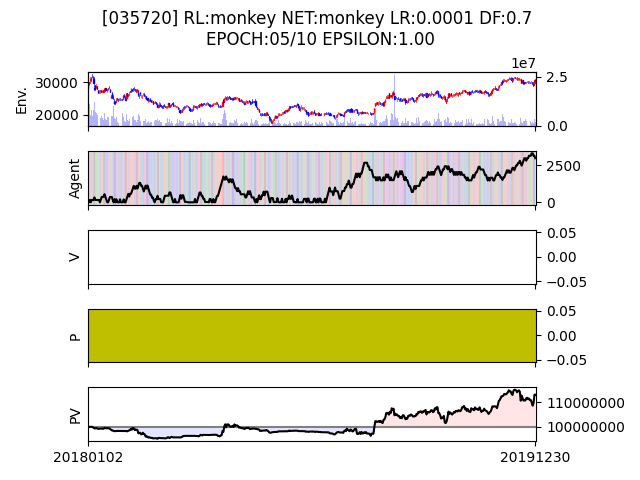 [035720] RL:monkey NET:monkey LR:0.0001 DF:0.7
EPOCH:05/10 EPSILON:1.00
1e7
Env.
30000
20000
2.5
0.0
Agent
2500
0
V
0.05
0.00
−0.05
P
0.05
0.00
−0.05
PV
110000000
100000000
20180102
20191230